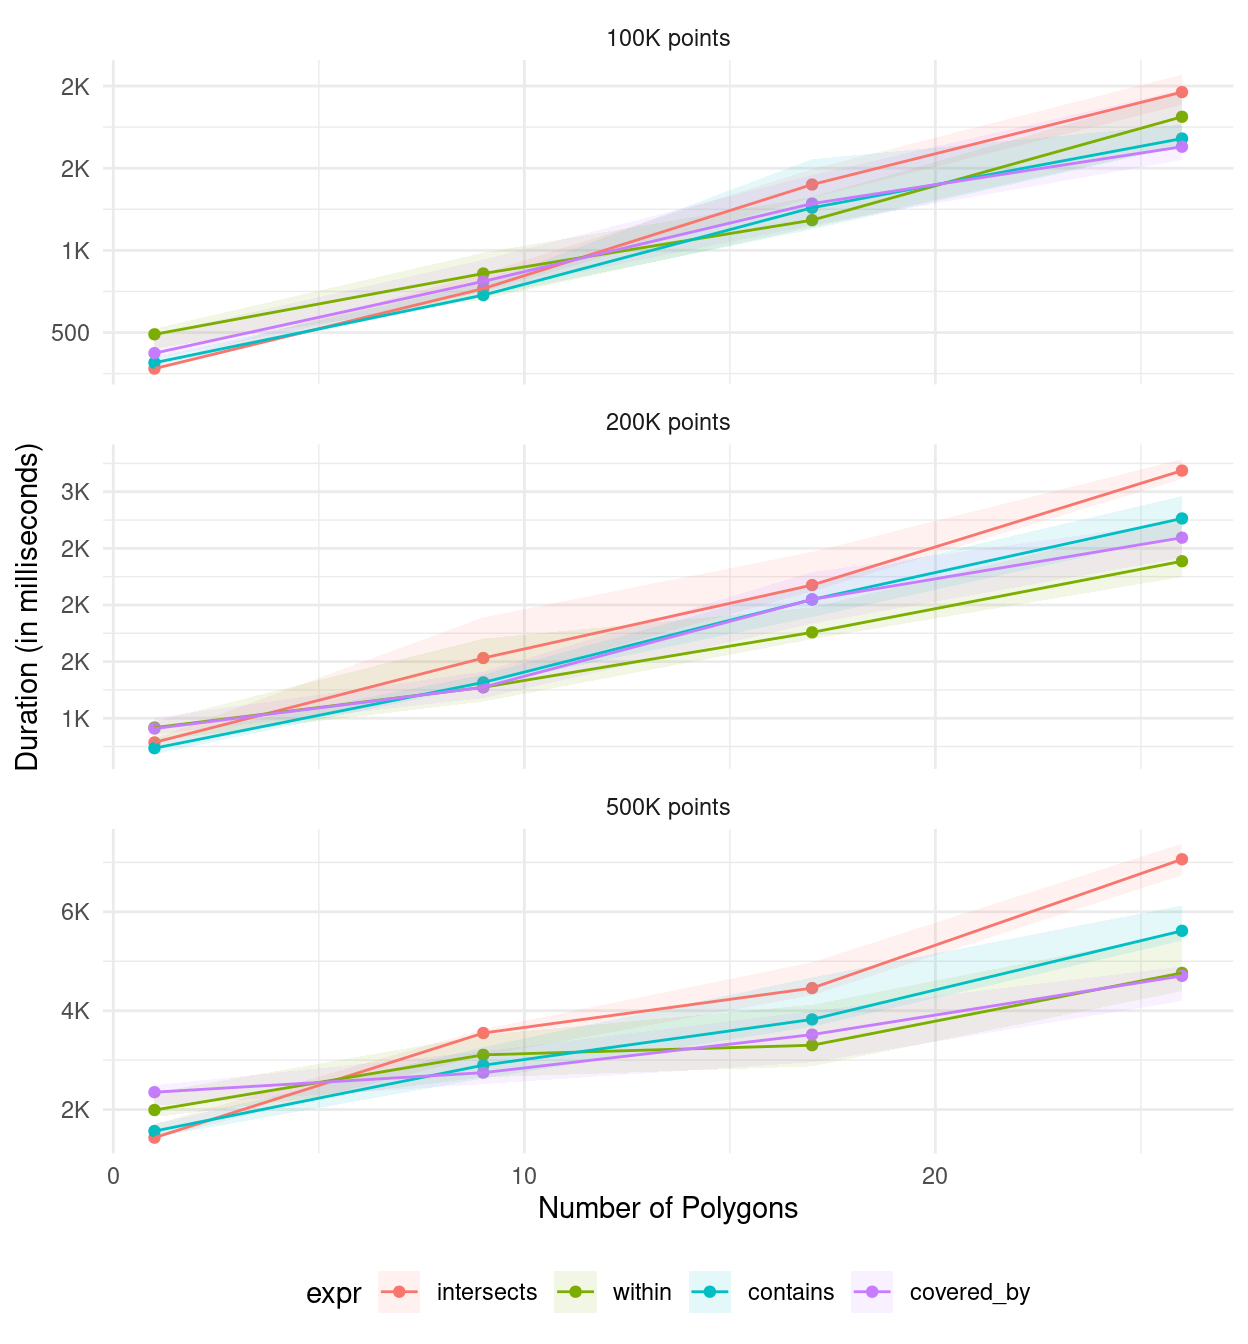 100K points
2K
2K
1K
500
200K points
3K
2K
2K
2K
1K
Duration (in milliseconds)
500K points
6K
4K
2K
0 10 20
Number of Polygons
expr intersects within contains covered_by